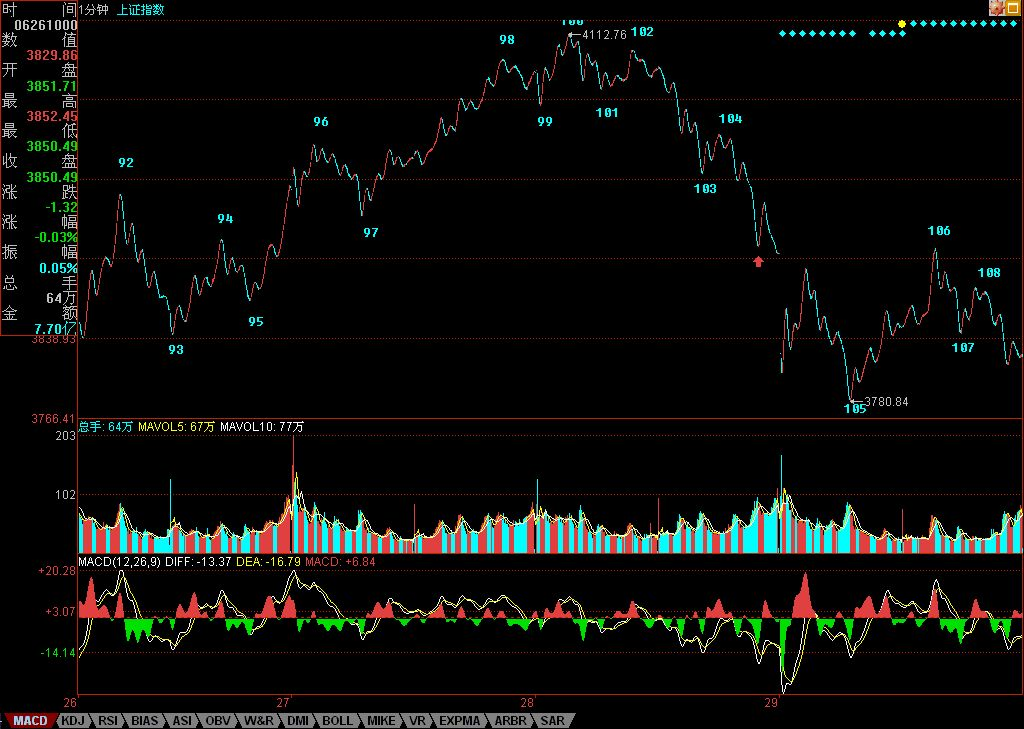 时 间
06261000
数 值
3829.86
开 盘
3851.71
最 高
3852.45
最 低
3850.49
收 盘
3850.49
涨 跌
-1.32
涨 幅
-0.03%
振 幅
0.05%
总 手
64万
金 额
7.70亿
1分钟 上证指数
98
100
4112.76
102
96
99
101
104
92
103
94
97
106
108
95
93
107
3838.93
3780.84
105
3766.41
总手: 64万 MAVOL5: 67万 MAVOL10: 77万
203
102
MACD(12,26,9) DIFF: -13.37 DEA: -16.79 MACD: +6.84
+20.28
+3.07
-14.14
26 27 28 29
MACD KDJ RSI BIAS ASI OBV W&R DMI BOLL MIKE VR EXPMA ARBR SAR